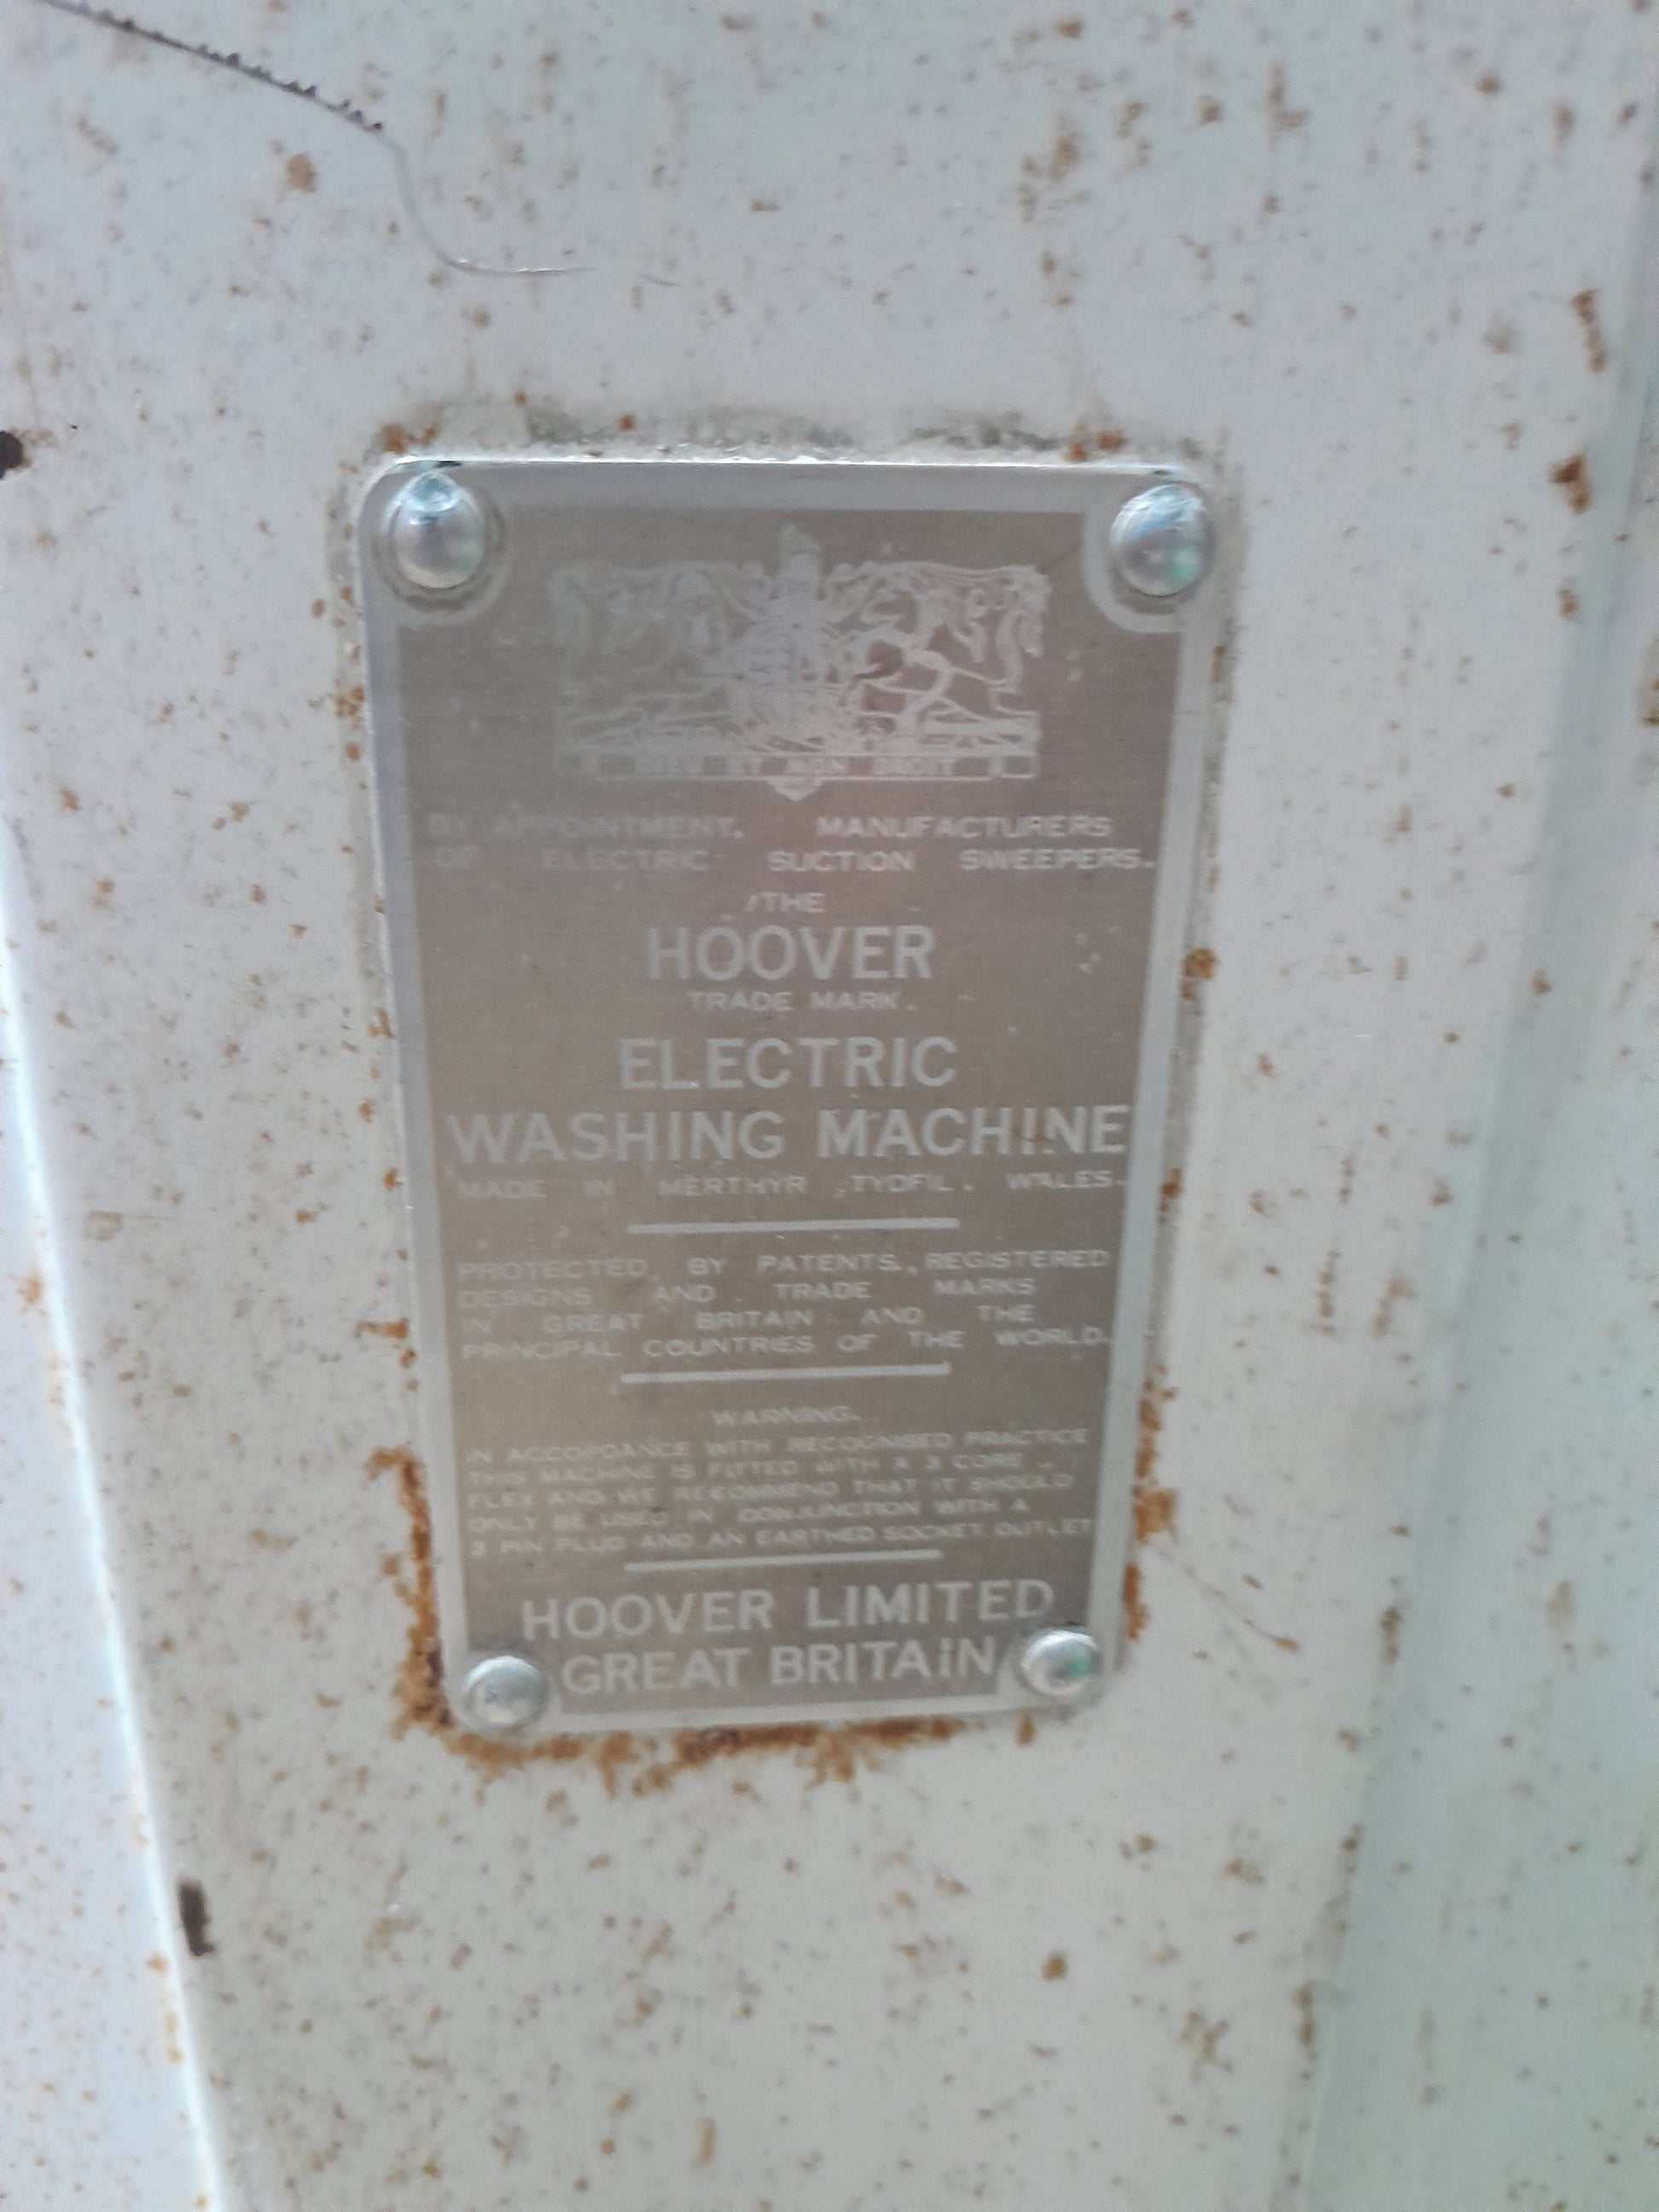 DIEU ET MON DROIT
BY APPOINTMENT. MANUFACTURERS
OF ELECTRIC SUCTION SWEEPERS.
THE
HOOVER
TRADE MARK.
ELECTRIC
WASHING MACHINE
MADE IN MERTHYR TYDFIL, WALES.
PROTECTED BY PATENTS, REGISTERED
DESIGNS AND TRADE MARKS
IN GREAT BRITAIN AND THE
PRINCIPAL COUNTRIES OF THE WORLD.
WARNING.
IN ACCORDANCE WITH RECOGNISED PRACTICE
THIS MACHINE IS FITTED WITH A 3 CORE
FLEX AND WE RECOMMEND THAT IT SHOULD
ONLY BE USED IN CONJUNCTION WITH A
3 PIN PLUG AND AN EARTHED SOCKET OUTLET
HOOVER LIMITED
GREAT BRITAIN